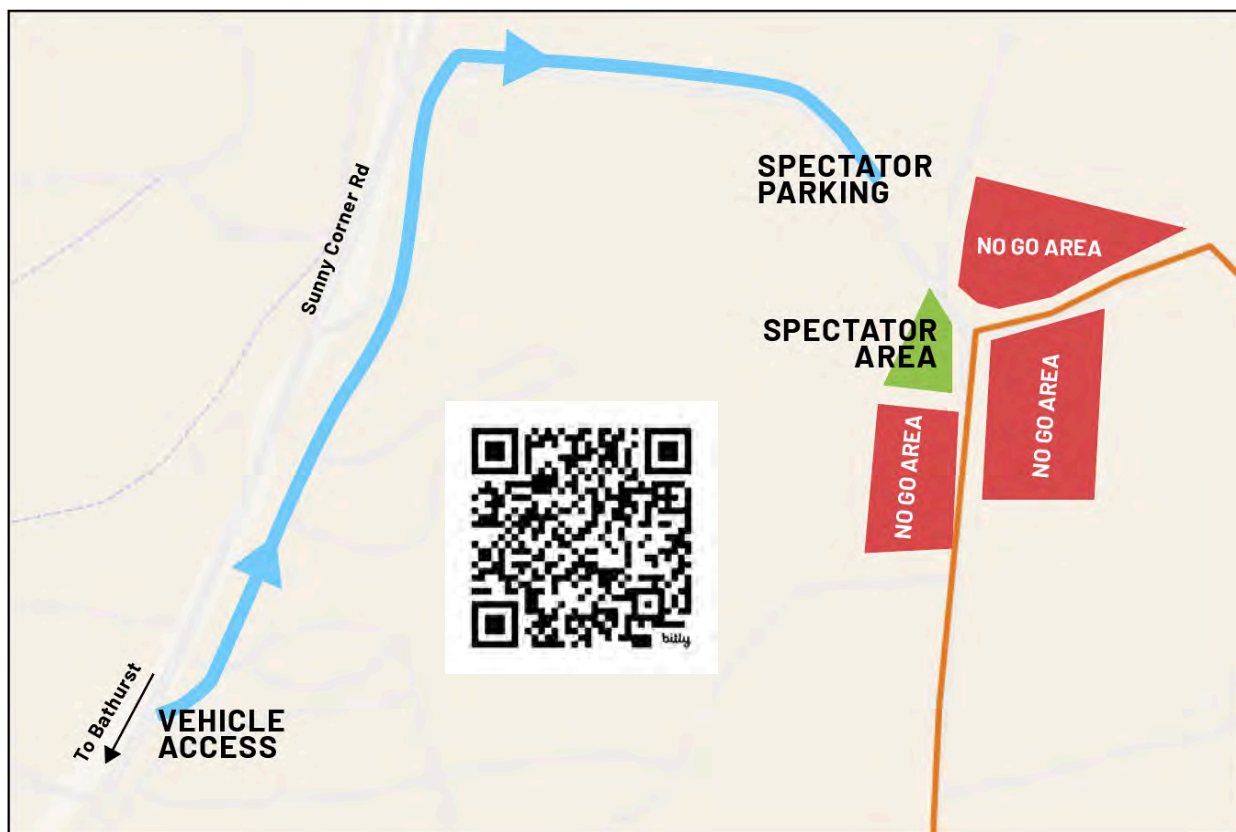 SPECTATOR
PARKING
Sunny Corner Rd
NO GO AREA
SPECTATOR
AREA
NO GO AREA
NO GO AREA
bitly
To Bathurst
VEHICLE
ACCESS